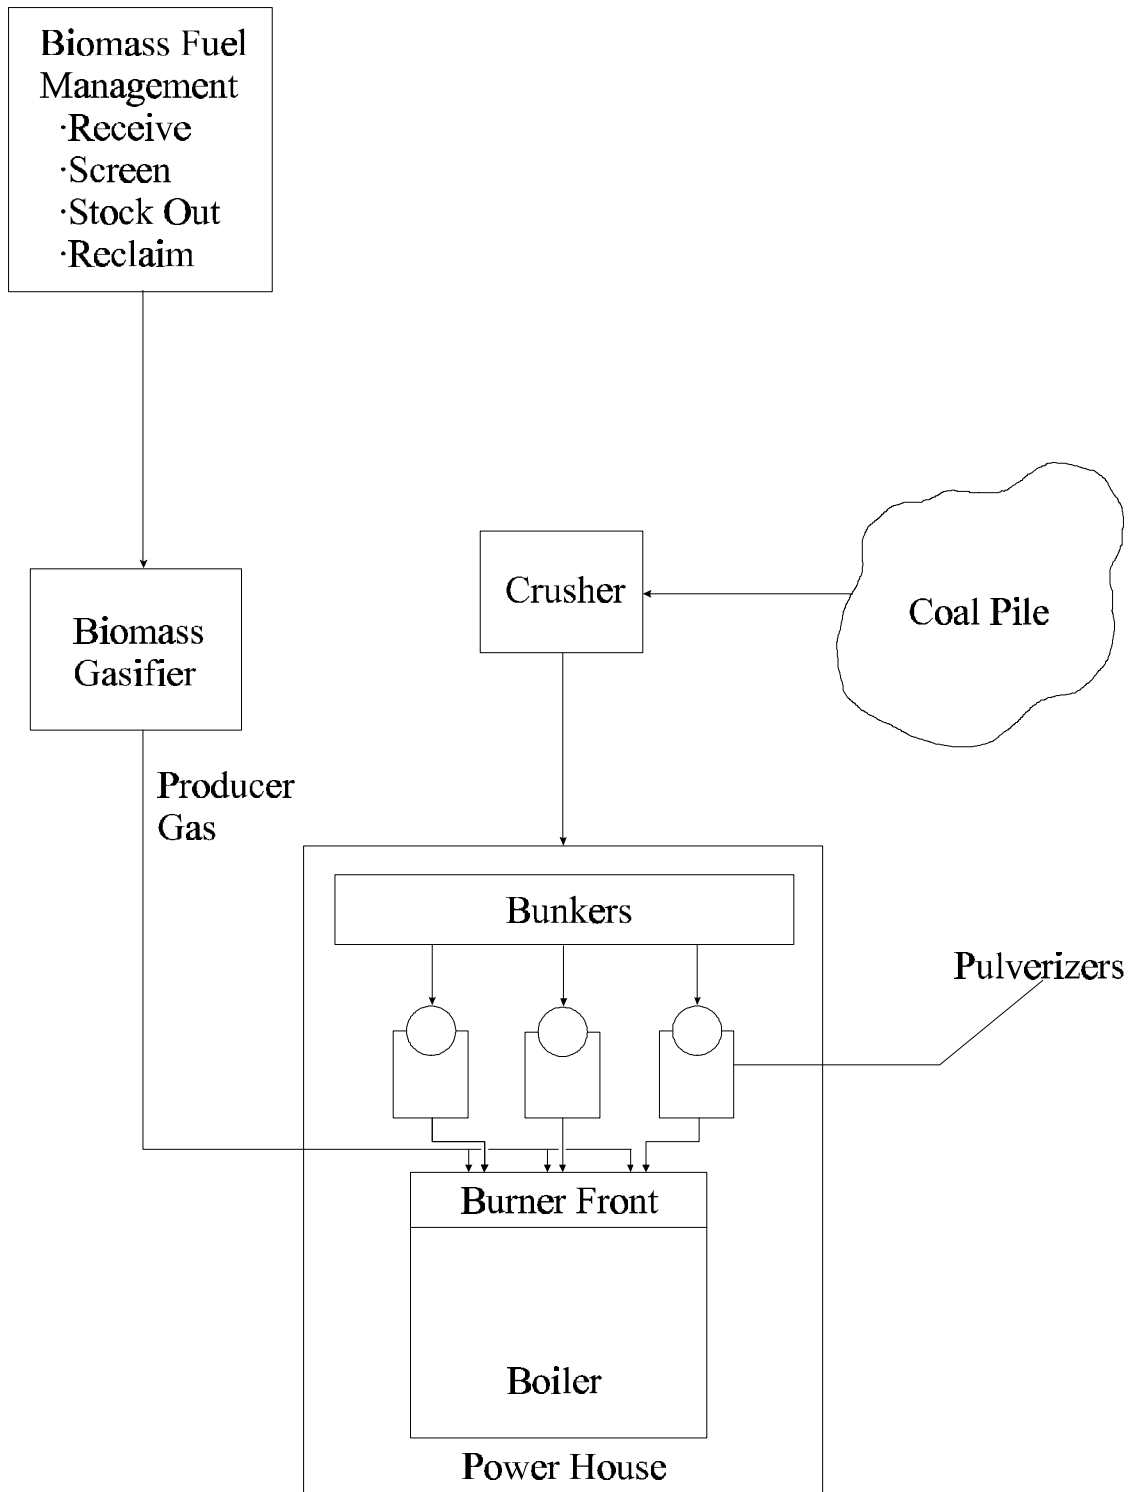 Biomass Fuel
Management
·Receive
·Screen
·Stock Out
·Reclaim
Crusher
Coal Pile
Biomass
Gasifier
Producer
Gas
Bunkers
Pulverizers
Burner Front
Boiler
Power House